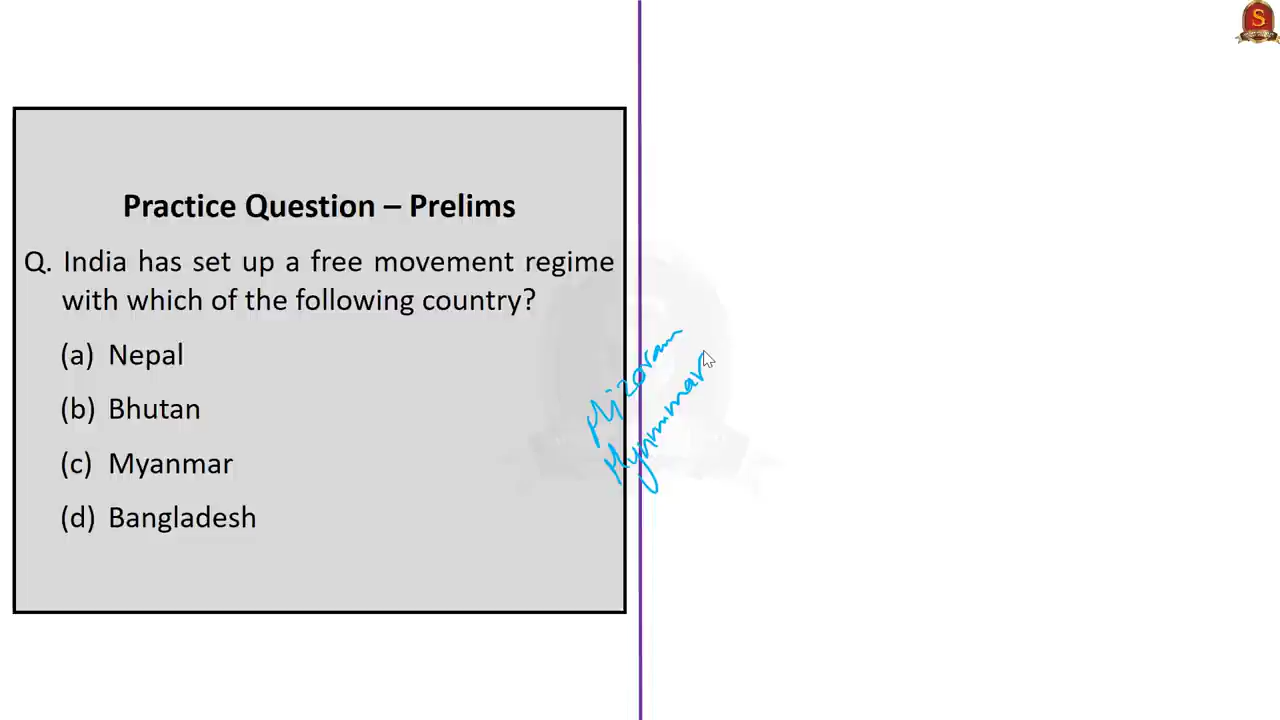 Practice Question – Prelims
Q. India has set up a free movement regime
with which of the following country?
(a) Nepal
(b) Bhutan
(c) Myanmar
(d) Bangladesh
Mizoram
Myanmar
S